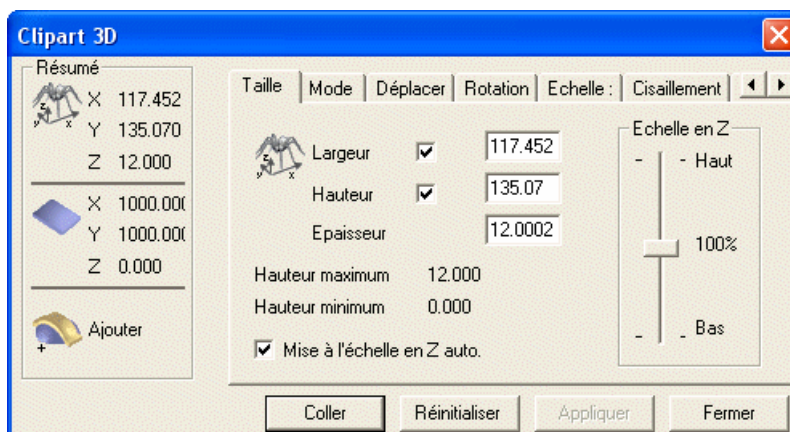 Clipart 3D
Résumé
X 117.452
Y 135.070
Z 12.000
X 1000.00(
Y 1000.00(
Z 0.000
Ajouter
Taille Mode Déplacer Rotation Echelle : Cisaillement
Largeur 117.452
Hauteur 135.07
Epaisseur 12.0002
Hauteur maximum 12.000
Hauteur minimum 0.000
Mise à l'échelle en Z auto.
Echelle en Z
Haut
100%
Bas
Coller Réinitialiser Appliquer Fermer